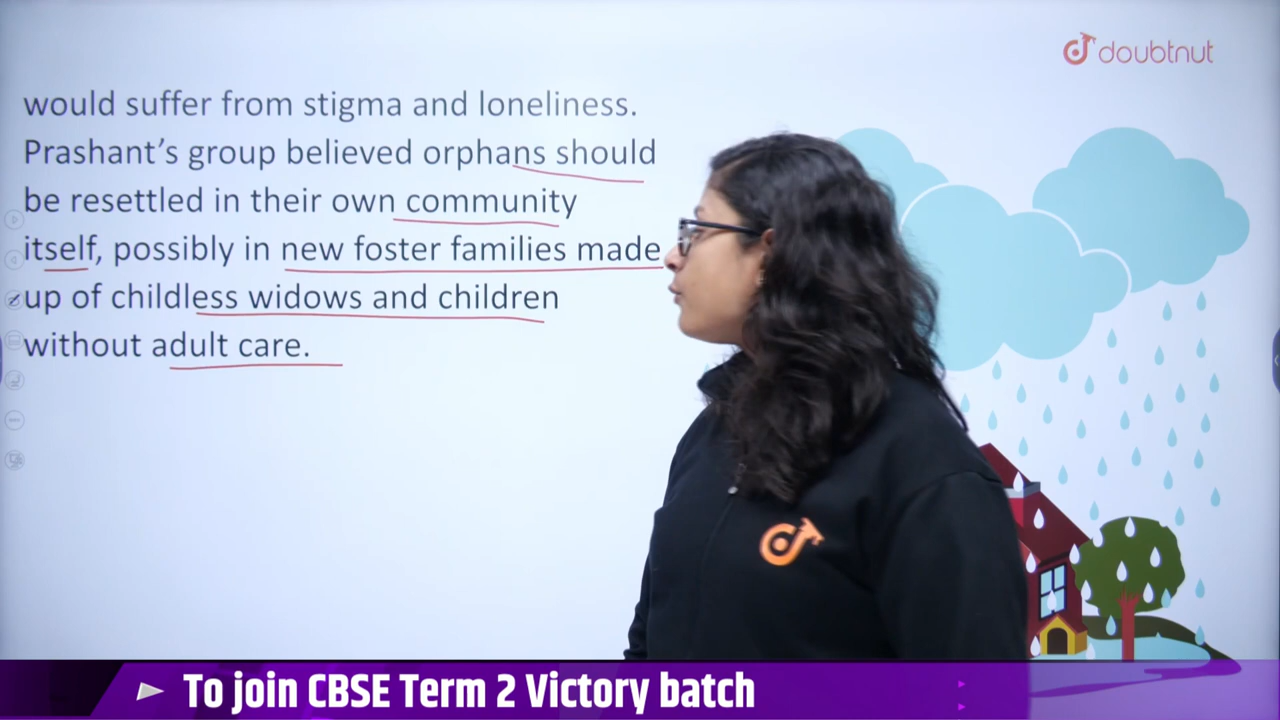 doubtnut
would suffer from stigma and loneliness.
Prashant’s group believed orphans should
be resettled in their own community
itself, possibly in new foster families made
up of childless widows and children
without adult care.
To join CBSE Term 2 Victory batch